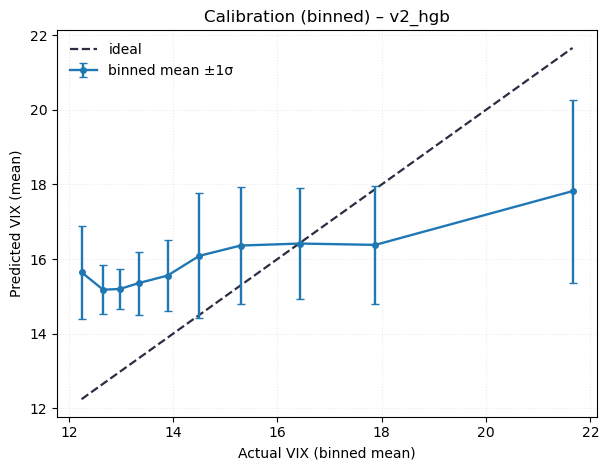 Calibration (binned) – v2_hgb
ideal
binned mean ±1σ
Predicted VIX (mean)
22
20
18
16
14
12
12
14
16
18
20
22
Actual VIX (binned mean)